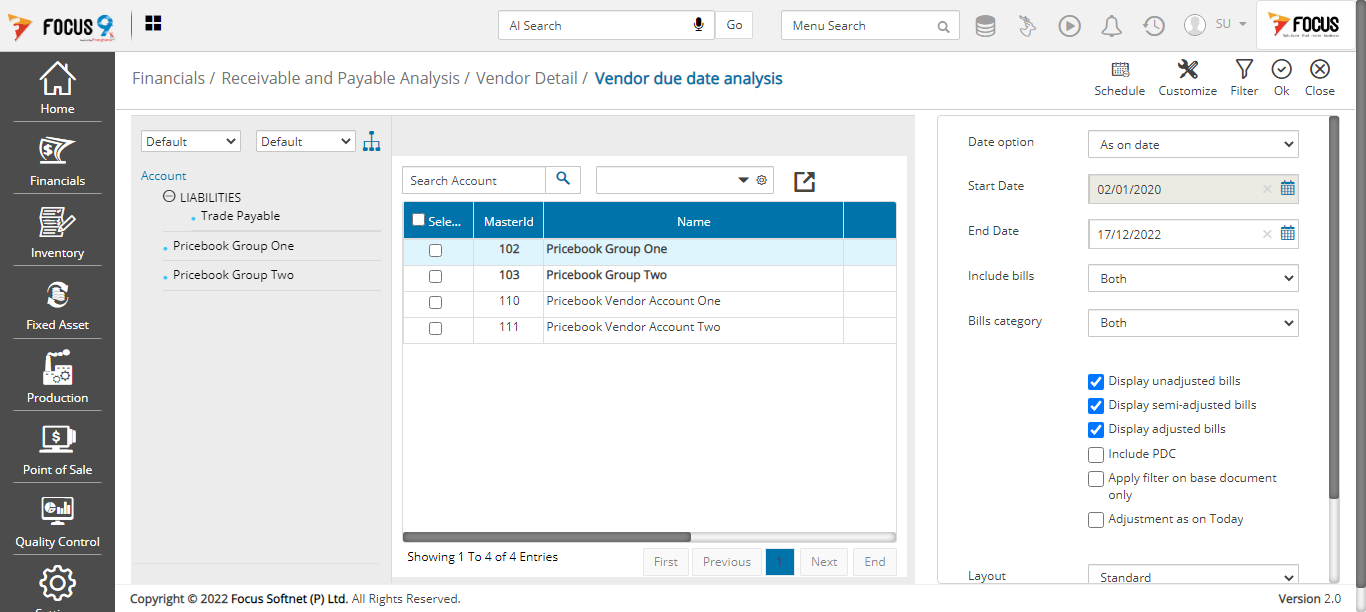 FOCUS 9
AI Search
Go
Menu Search
SU
FOCUS
Home
Financials
Inventory
Fixed Asset
Production
Point of Sale
Quality Control
Financials / Receivable and Payable Analysis / Vendor Detail / Vendor due date analysis
Schedule
Customize
Filter
Ok
Close
Default
Default
Account
LIABILITIES
Trade Payable
Pricebook Group One
Pricebook Group Two
Search Account
Sele... MasterId Name
102 Pricebook Group One
103 Pricebook Group Two
110 Pricebook Vendor Account One
111 Pricebook Vendor Account Two
Showing 1 To 4 of 4 Entries
First Previous 1 Next End
Date option As on date
Start Date 02/01/2020
End Date 17/12/2022
Include bills Both
Bills category Both
Display unadjusted bills
Display semi-adjusted bills
Display adjusted bills
Include PDC
Apply filter on base document
only
Adjustment as on Today
Layout Standard
Copyright © 2022 Focus Softnet (P) Ltd. All Rights Reserved.
Version 2.0